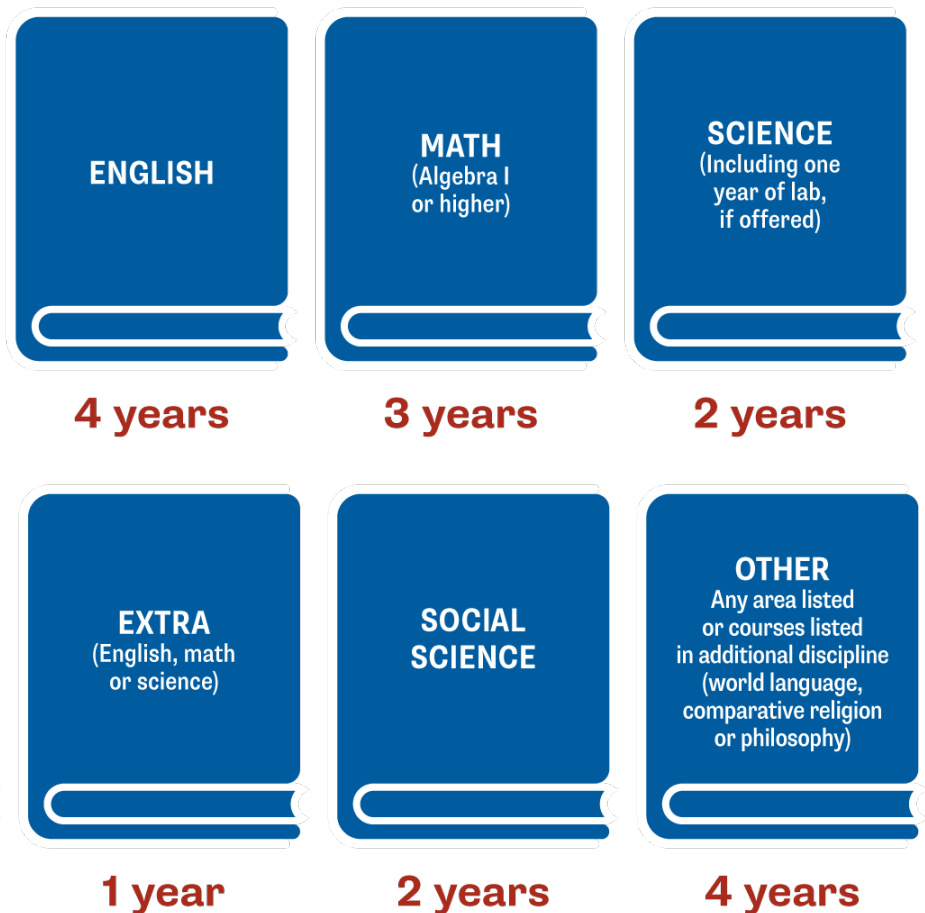 ENGLISH
MATH
(Algebra I
or higher)
SCIENCE
(Including one
year of lab,
if offered)
4 years
3 years
2 years
EXTRA
(English, math
or science)
SOCIAL
SCIENCE
OTHER
Any area listed
or courses listed
in additional discipline
(world language,
comparative religion
or philosophy)
1 year
2 years
4 years